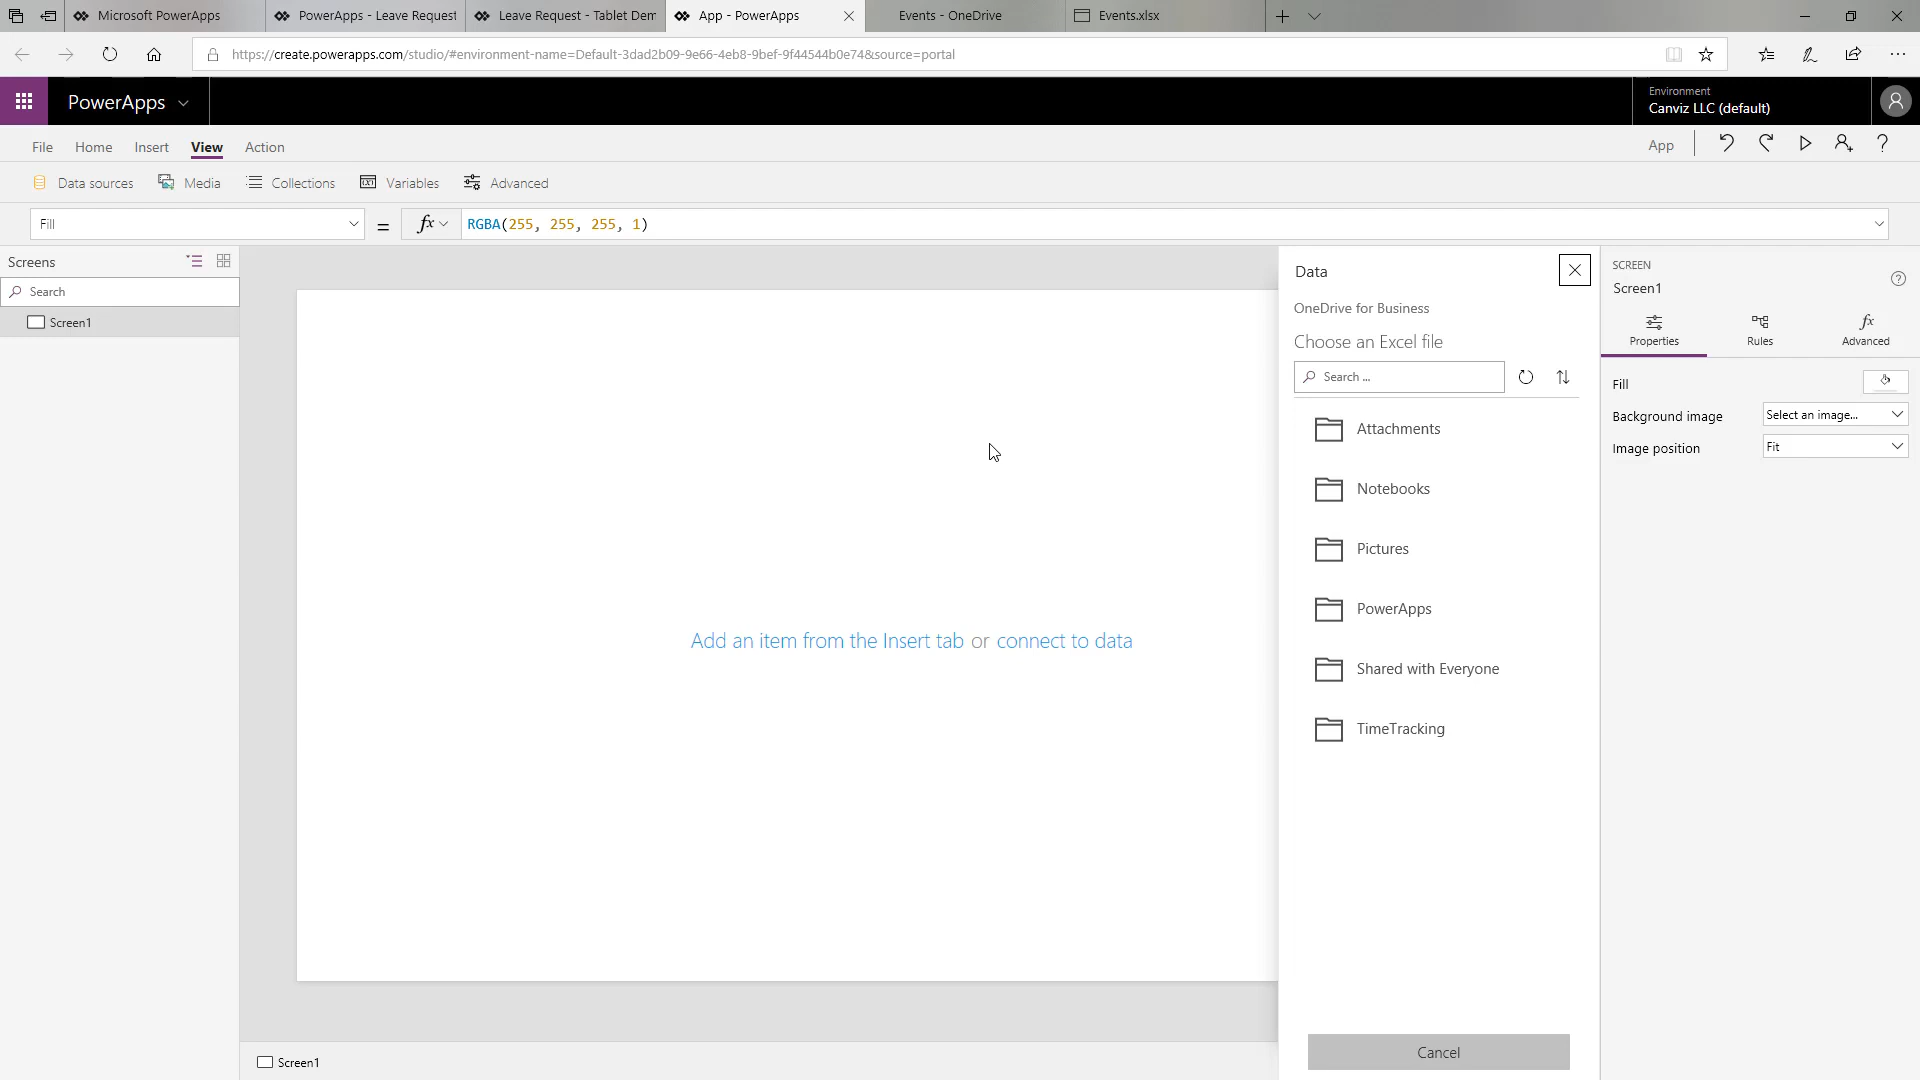 Microsoft PowerApps
PowerApps - Leave Request
Leave Request - Tablet Dem
App - PowerApps
Events - OneDrive
Events.xlsx
https://create.powerapps.com/studio/#environment-name=Default-3dad2b09-9e66-4eb8-9bef-9f44544b0e74&source=portal
PowerApps
Environment
Canviz LLC (default)
File
Home
Insert
View
Action
App
Data sources
Media
Collections
Variables
Advanced
Fill
=
fx
RGBA(255, 255, 255, 1)
Screens
Search
Screen1
Add an item from the Insert tab or connect to data
Screen1
Data
OneDrive for Business
Choose an Excel file
Search ...
Attachments
Notebooks
Pictures
PowerApps
Shared with Everyone
TimeTracking
Cancel
SCREEN
Screen1
Properties
Rules
fx
Advanced
Fill
Background image
Select an image...
Image position
Fit